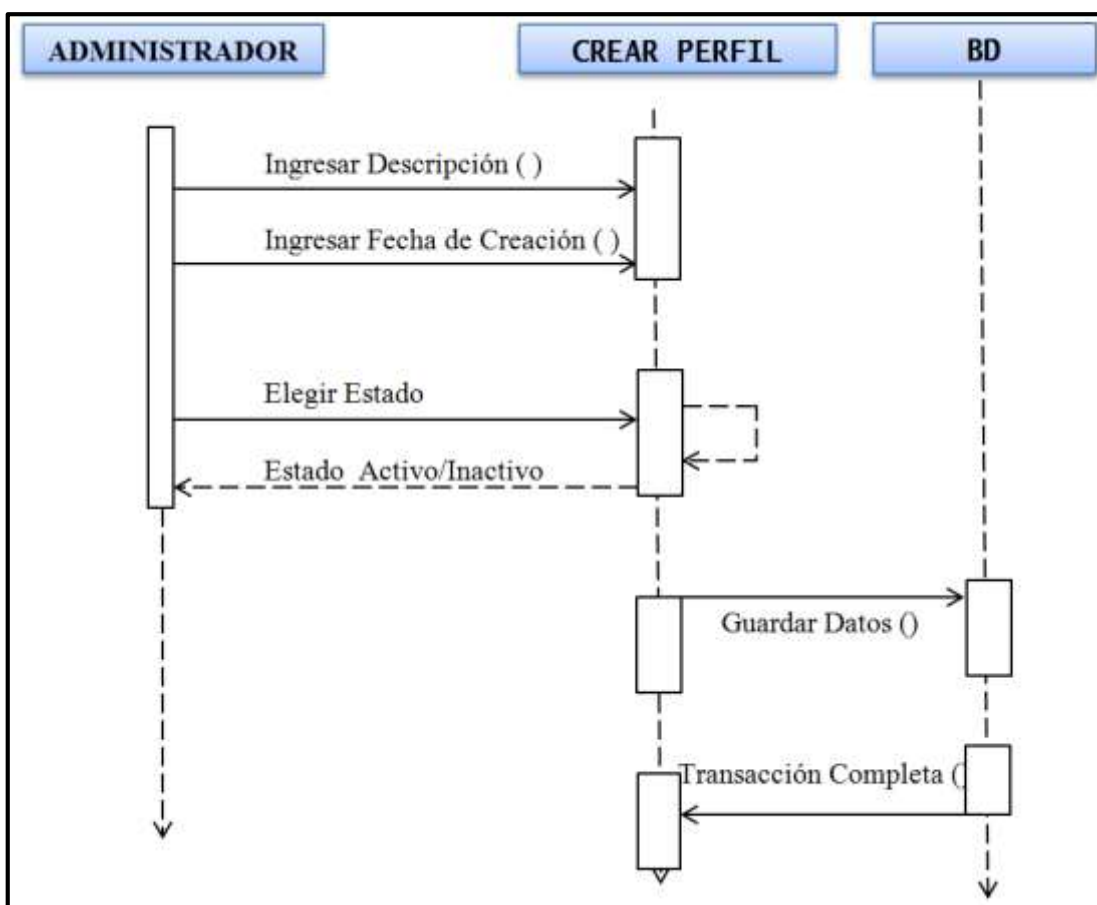 ADMINISTRADOR
CREAR PERFIL
BD
Ingresar Descripción ( )
Ingresar Fecha de Creación ( )
Elegir Estado
Estado Activo/Inactivo
Guardar Datos ()
Transacción Completa ()